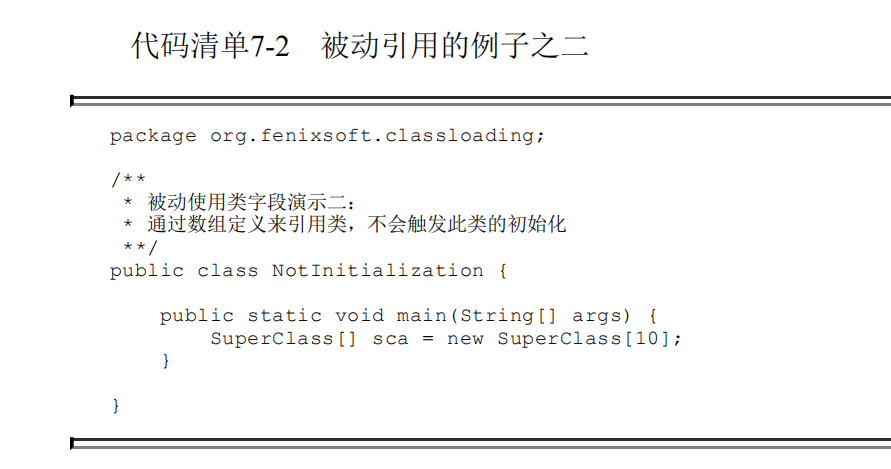 代码清单7-2　被动引用的例子之二
package org.fenixsoft.classloading;
/**
 * 被动使用类字段演示二：
 * 通过数组定义来引用类，不会触发此类的初始化
 **/
public class NotInitialization {
    public static void main(String[] args) {
        SuperClass[] sca = new SuperClass[10];
    }
}